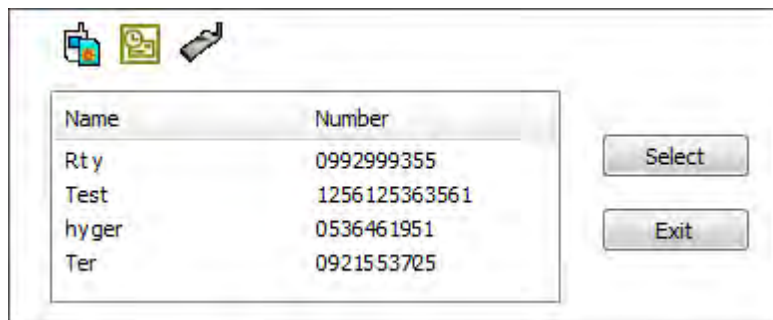 Name Number
Rty 0992999355
Test 1256125363561
Select
hyger 0536461951
Exit
Ter 0921553725